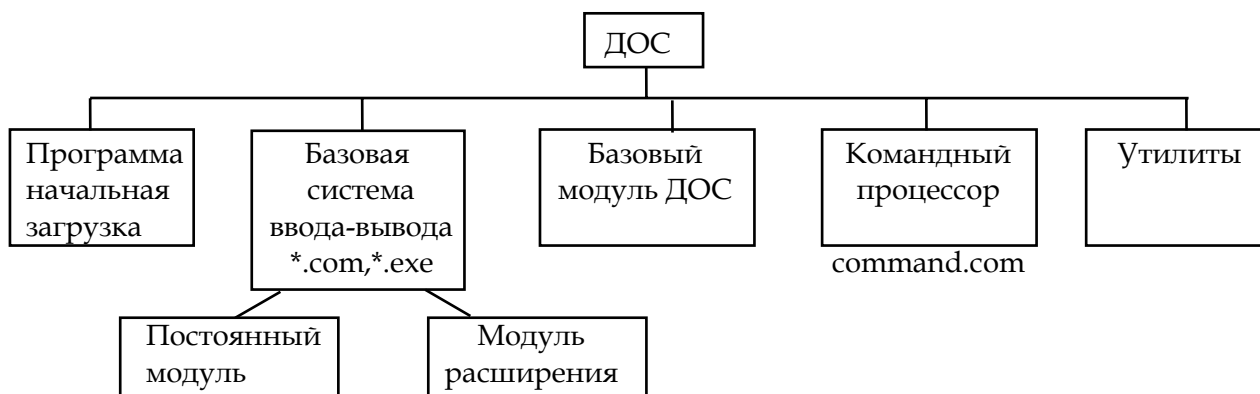 ДОС
Программа
начальная
загрузка
Базовая
система
ввода-вывода
*.com,*.exe
Базовый
модуль ДОС
Командный
процессор
command.com
Утилиты
Постоянный
модуль
Модуль
расширения